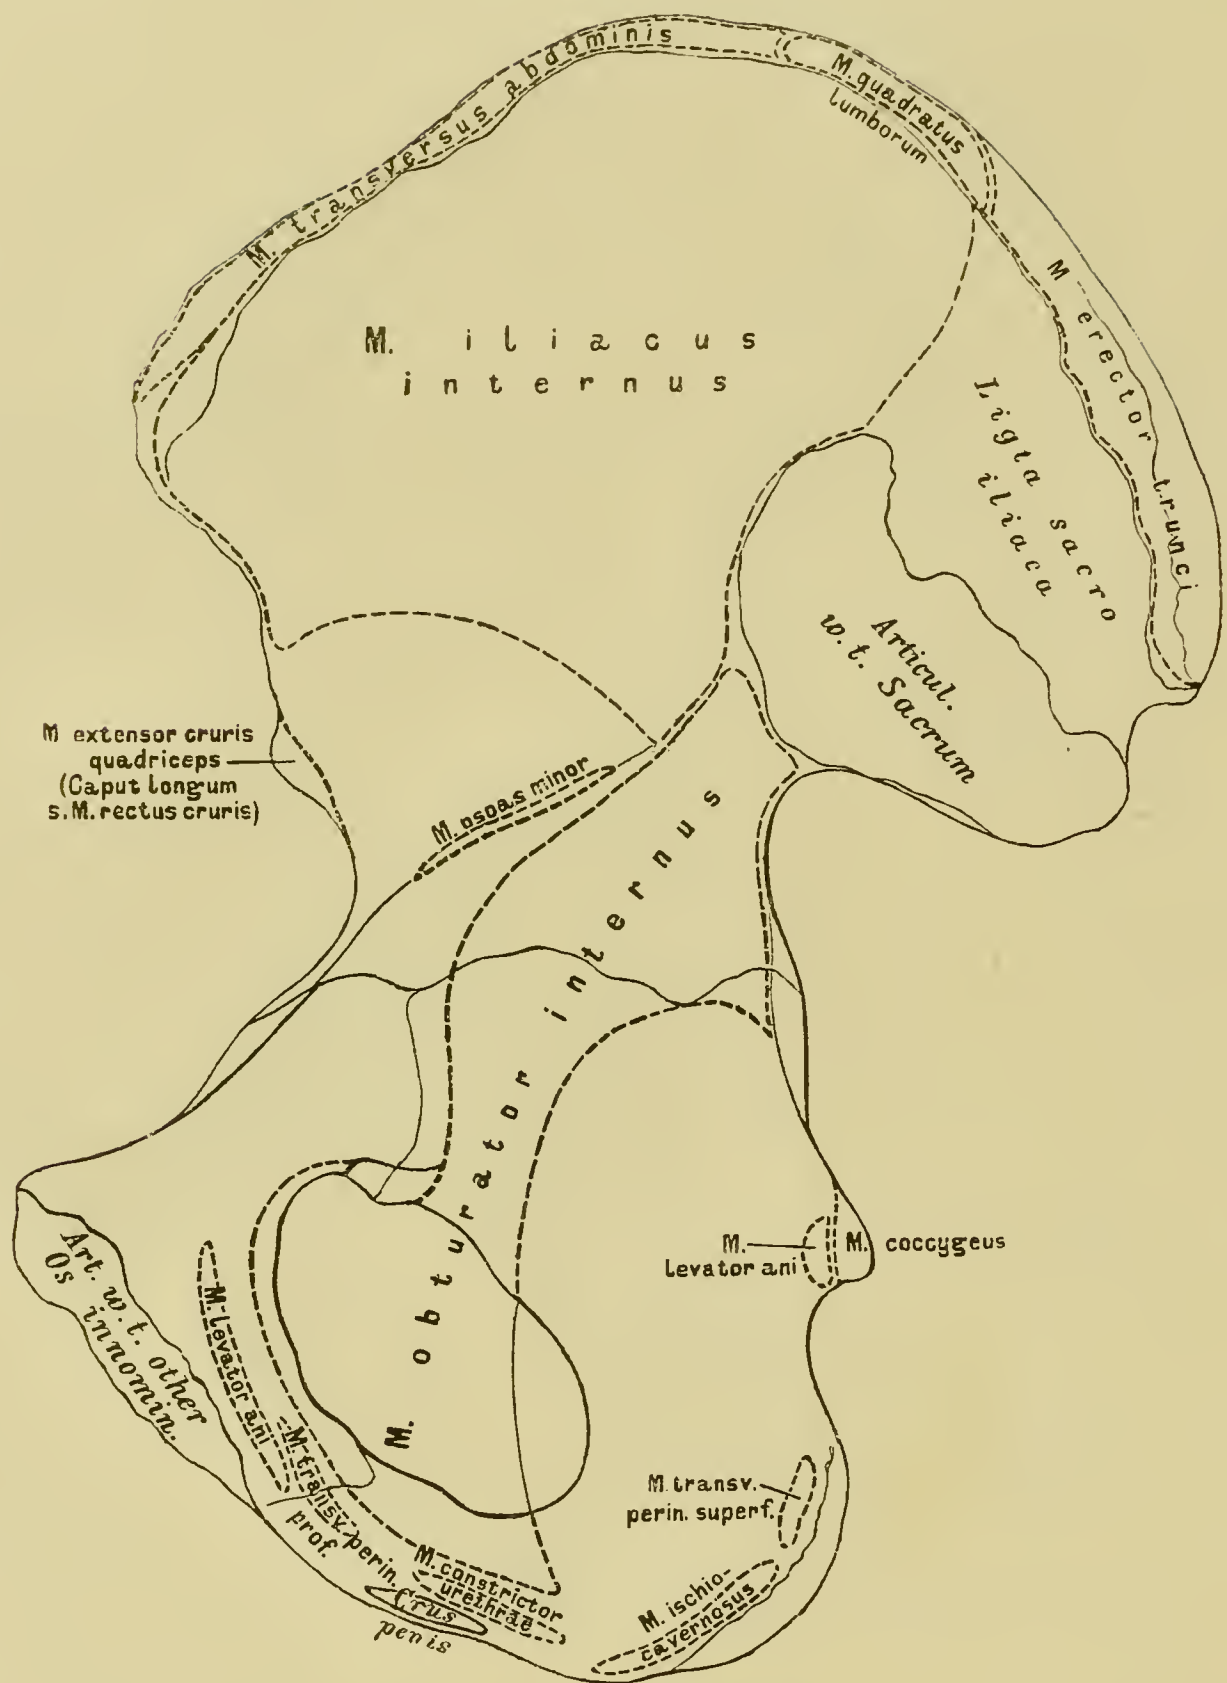 M. transversus abdominis
M. quadratus
lumborum
M erector trunci
M. iliacus
internus
Ligta sacro
iliaca
Articul.
w. t. Sacrum
M extensor cruris
quadriceps
(Caput longum
s. M. rectus cruris)
M. psoas minor
M. obturator internus
M.
levator ani
M. coccygeus
Art. w. t. other
Os innomin.
M. levator ani
M. transv. perin.
prof.
M. constrictor
urethrae
Crus
penis
M. transv.
perin. superf.
M. ischio-
cavernosus